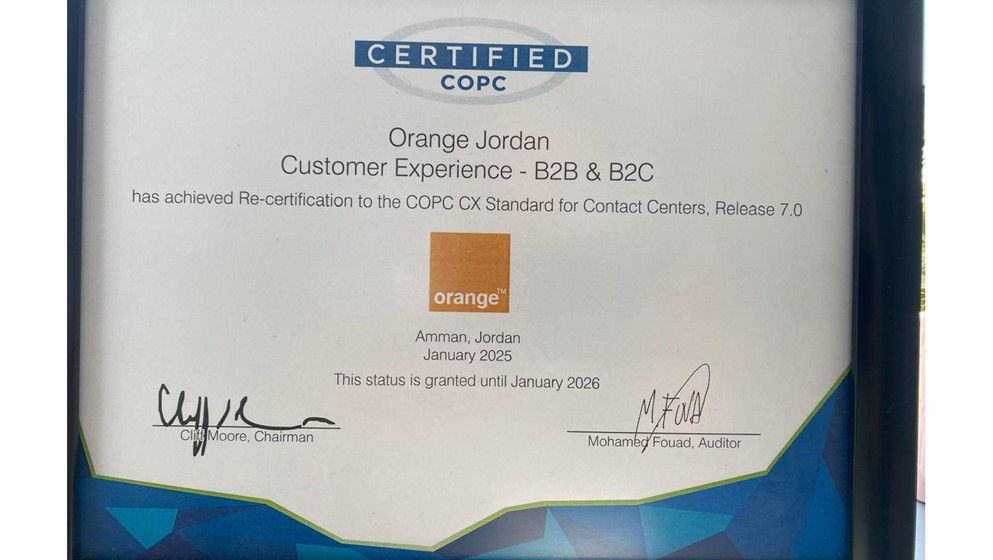 CERTIFIED
COPC
Orange Jordan
Customer Experience - B2B & B2C
has achieved Re-certification to the COPC CX Standard for Contact Centers, Release 7.0
orange™
Amman, Jordan
January 2025
This status is granted until January 2026
Cliff Moore, Chairman
M FOUAD
Mohamed Fouad, Auditor